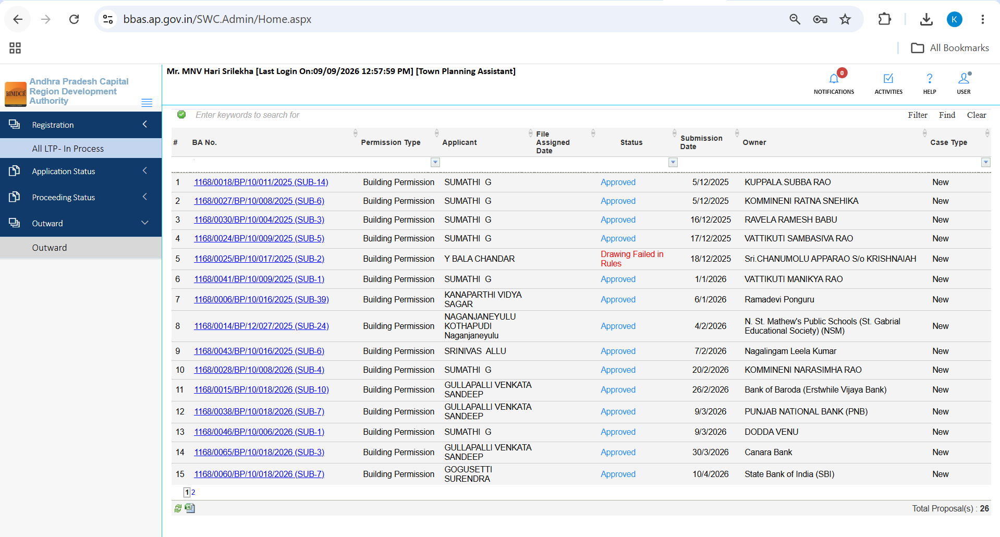 bbas.ap.gov.in/SWC.Admin/Home.aspx
K
All Bookmarks
BIMDCR
Andhra Pradesh Capital
Region Development
Authority
Mr. MNV Hari Srilekha [Last Login On:09/09/2026 12:57:59 PM] [Town Planning Assistant]
0
NOTIFICATIONS ACTIVITIES HELP USER
Registration
All LTP- In Process
Application Status
Proceeding Status
Outward
Outward
Enter keywords to search for
Filter Find Clear
# BA No. Permission Type Applicant File Assigned Date Status Submission Date Owner Case Type
1 1168/0018/BP/10/011/2025 (SUB-14) Building Permission SUMATHI G Approved 5/12/2025 KUPPALA.SUBBA RAO New
2 1168/0027/BP/10/008/2025 (SUB-6) Building Permission SUMATHI G Approved 5/12/2025 KOMMINENI RATNA SNEHIKA New
3 1168/0030/BP/10/004/2025 (SUB-3) Building Permission SUMATHI G Approved 16/12/2025 RAVELA RAMESH BABU New
4 1168/0024/BP/10/009/2025 (SUB-5) Building Permission SUMATHI G Approved 17/12/2025 VATTIKUTI SAMBASIVA RAO New
5 1168/0025/BP/10/017/2025 (SUB-2) Building Permission Y BALA CHANDAR Drawing Failed in Rules 18/12/2025 Sri.CHANUMOLU APPARAO S/o KRISHNAIAH New
6 1168/0041/BP/10/009/2025 (SUB-1) Building Permission SUMATHI G Approved 1/1/2026 VATTIKUTI MANIKYA RAO New
7 1168/0006/BP/10/016/2025 (SUB-39) Building Permission KANAPARTHI VIDYA SAGAR Approved 6/1/2026 Ramadevi Ponguru New
8 1168/0014/BP/12/027/2025 (SUB-24) Building Permission NAGANJANEYULU KOTHAPUDI Naganjaneyulu Approved 4/2/2026 N. St. Mathew's Public Schools (St. Gabrial Educational Society) (NSM) New
9 1168/0043/BP/10/016/2025 (SUB-6) Building Permission SRINIVAS ALLU Approved 7/2/2026 Nagalingam Leela Kumar New
10 1168/0028/BP/10/008/2026 (SUB-4) Building Permission SUMATHI G Approved 20/2/2026 KOMMINENI NARASIMHA RAO New
11 1168/0015/BP/10/018/2026 (SUB-10) Building Permission GULLAPALLI VENKATA SANDEEP Approved 26/2/2026 Bank of Baroda (Erstwhile Vijaya Bank) New
12 1168/0038/BP/10/018/2026 (SUB-7) Building Permission GULLAPALLI VENKATA SANDEEP Approved 9/3/2026 PUNJAB NATIONAL BANK (PNB) New
13 1168/0046/BP/10/006/2026 (SUB-1) Building Permission SUMATHI G Approved 9/3/2026 DODDA VENU New
14 1168/0065/BP/10/018/2026 (SUB-3) Building Permission GULLAPALLI VENKATA SANDEEP Approved 30/3/2026 Canara Bank New
15 1168/0060/BP/10/018/2026 (SUB-7) Building Permission GOGUSETTI SURENDRA Approved 10/4/2026 State Bank of India (SBI) New
1 2
Total Proposal(s) : 26